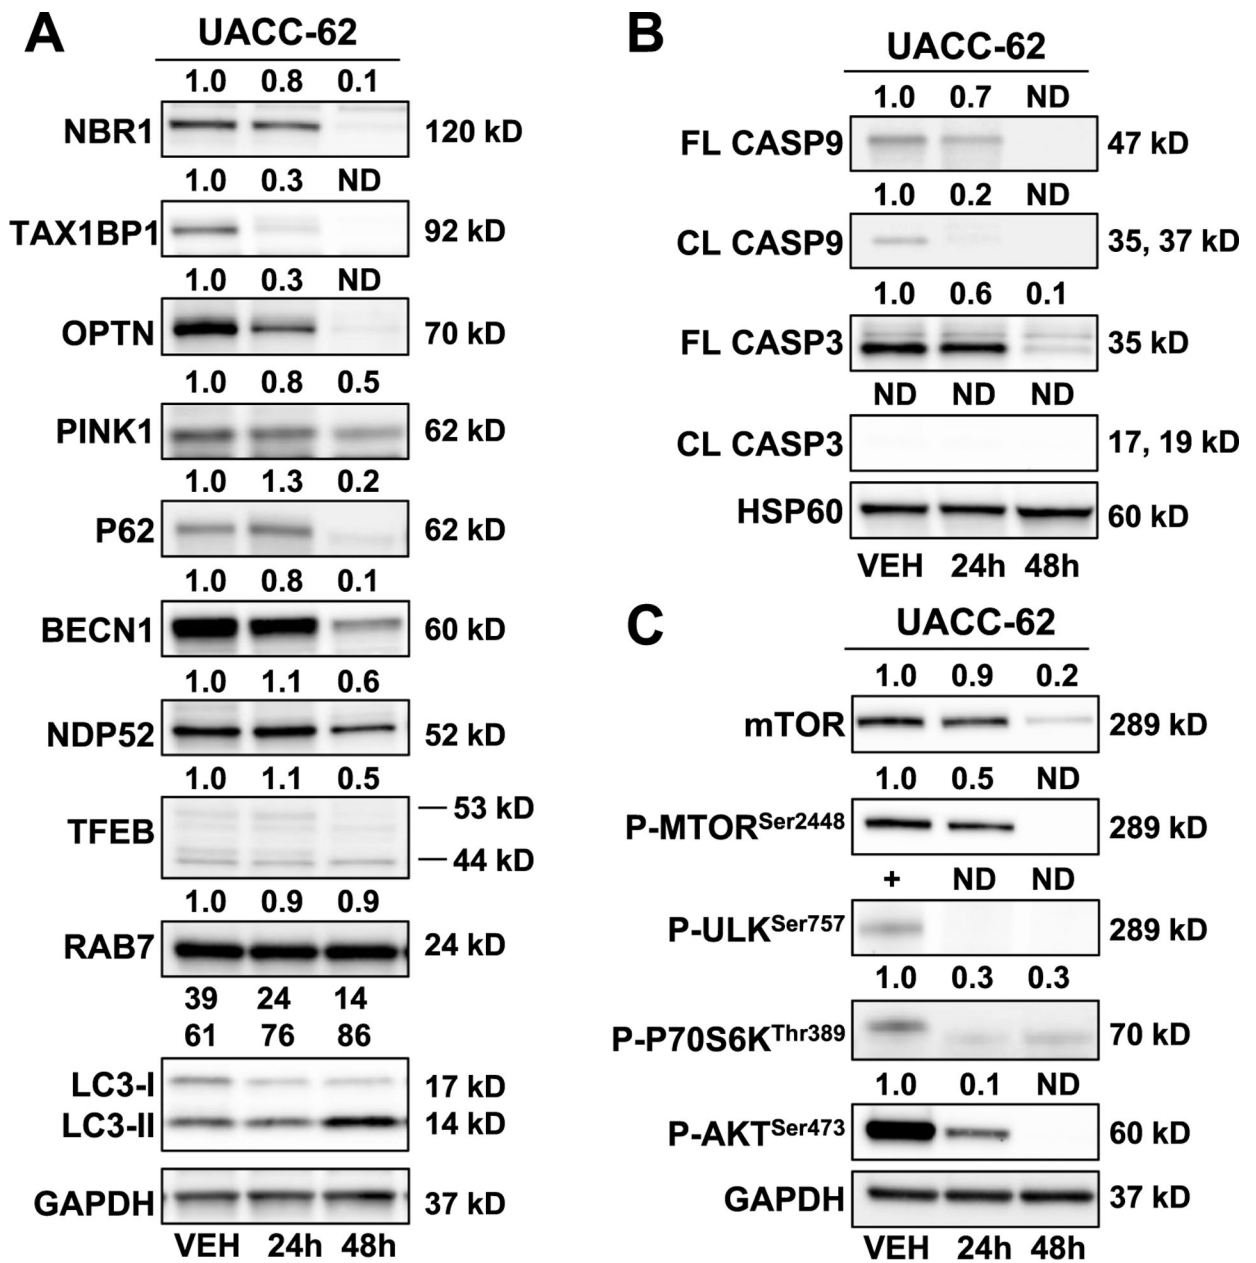 A
UACC-62
1.0 0.8 0.1
NBR1 120 kD
1.0 0.3 ND
TAX1BP1 92 kD
1.0 0.3 ND
OPTN 70 kD
1.0 0.8 0.5
PINK1 62 kD
1.0 1.3 0.2
P62 62 kD
1.0 0.8 0.1
BECN1 60 kD
1.0 1.1 0.6
NDP52 52 kD
1.0 1.1 0.5
53 kD
TFEB
44 kD
1.0 0.9 0.9
RAB7 24 kD
39 24 14
61 76 86
LC3-I 17 kD
LC3-II 14 kD
GAPDH 37 kD
VEH 24h 48h
B
UACC-62
1.0 0.7 ND
FL CASP9 47 kD
1.0 0.2 ND
CL CASP9 35, 37 kD
1.0 0.6 0.1
FL CASP3 35 kD
ND ND ND
CL CASP3 17, 19 kD
HSP60 60 kD
VEH 24h 48h
C
UACC-62
1.0 0.9 0.2
mTOR 289 kD
1.0 0.5 ND
P-MTORSer2448 289 kD
+ ND ND
P-ULKSer757 289 kD
1.0 0.3 0.3
P-P70S6KThr389 70 kD
1.0 0.1 ND
P-AKTSer473 60 kD
GAPDH 37 kD
VEH 24h 48h